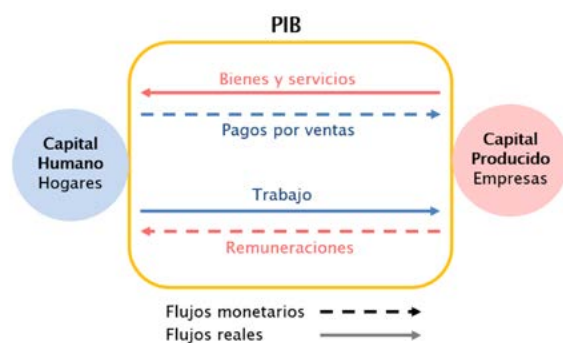 PIB
Bienes y servicios
Pagos por ventas
Capital
Humano
Hogares
Capital
Producido
Empresas
Trabajo
Remuneraciones
Flujos monetarios
Flujos reales